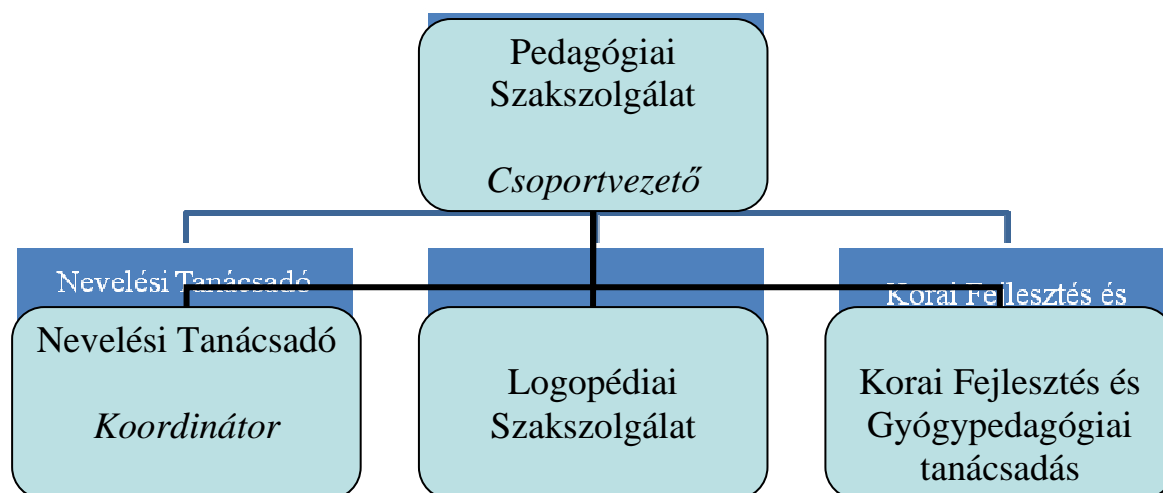 Pedagógiai
Szakszolgálat
Csoportvezető
Nevelési Tanácsadó
Korai Fejlesztés és
Nevelési Tanácsadó
Koordinátor
Logopédiai
Szakszolgálat
Korai Fejlesztés és
Gyógypedagógiai
tanácsadás